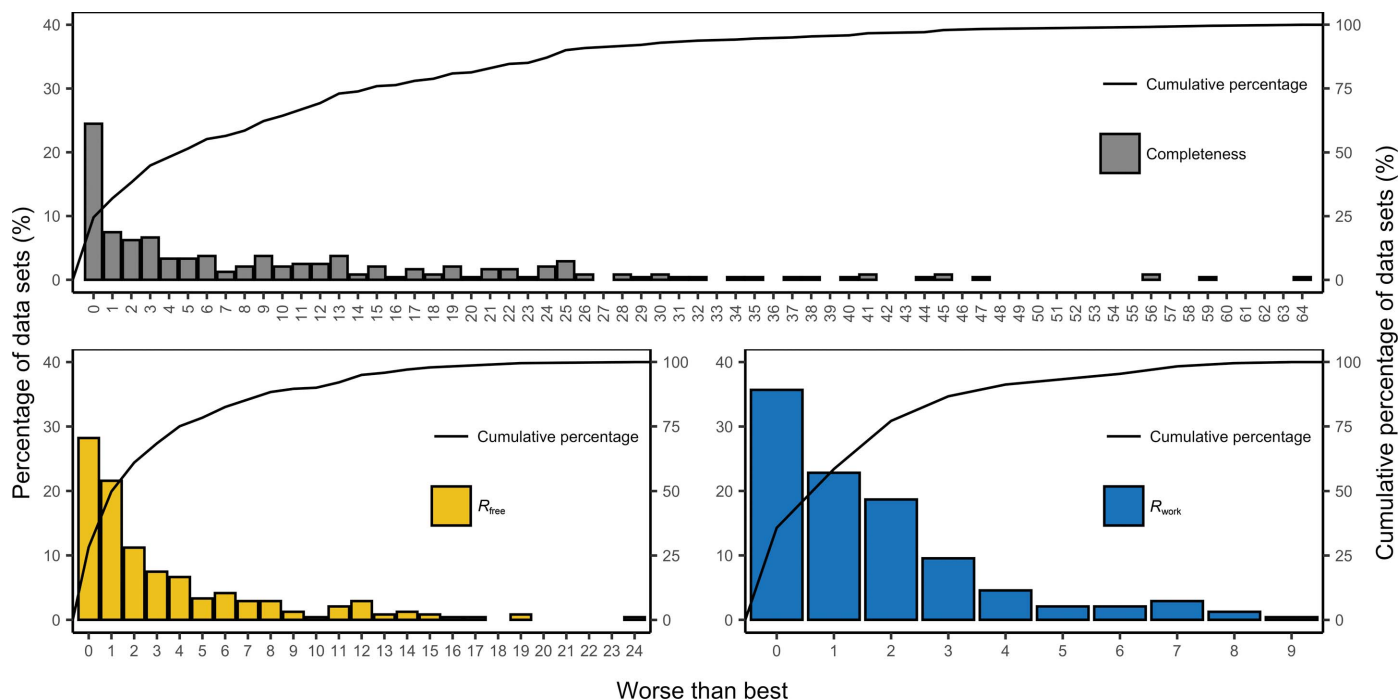 Percentage of data sets (%)
Cumulative percentage of data sets (%)
40
30
20
10
0
100
75
50
25
0
Cumulative percentage
Completeness
0 1 2 3 4 5 6 7 8 9 10 11 12 13 14 15 16 17 18 19 20 21 22 23 24 25 26 27 28 29 30 31 32 33 34 35 36 37 38 39 40 41 42 43 44 45 46 47 48 49 50 51 52 53 54 55 56 57 58 59 60 61 62 63 64
40
30
20
10
0
100
75
50
25
0
Cumulative percentage
Rfree
0 1 2 3 4 5 6 7 8 9 10 11 12 13 14 15 16 17 18 19 20 21 22 23 24
40
30
20
10
0
100
75
50
25
0
Cumulative percentage
Rwork
0 1 2 3 4 5 6 7 8 9
Worse than best